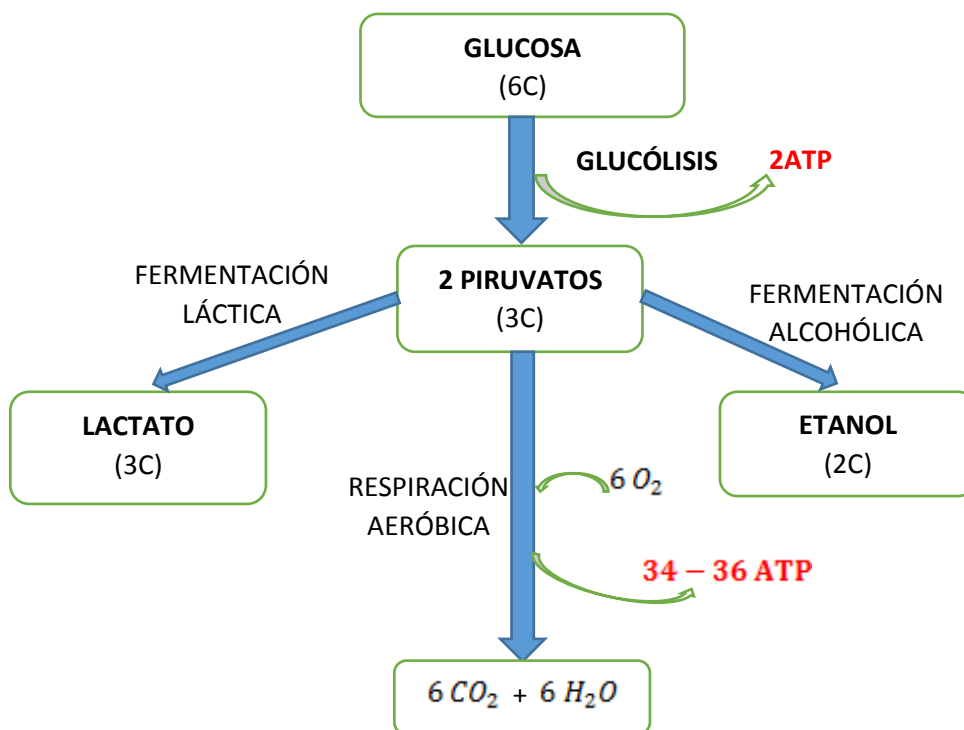 GLUCOSA
(6C)
GLUCÓLISIS
2ATP
2 PIRUVATOS
(3C)
FERMENTACIÓN
LÁCTICA
FERMENTACIÓN
ALCOHÓLICA
LACTATO
(3C)
ETANOL
(2C)
RESPIRACIÓN
AERÓBICA
6 O₂
34 – 36 ATP
6 CO₂ + 6 H₂O